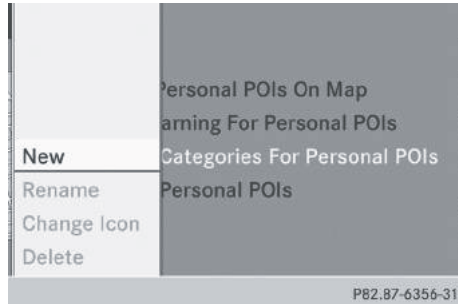 Personal POIs On Map
arning For Personal POIs
New
Categories For Personal POIs
Rename
Personal POIs
Change Icon
Delete
P82.87-6356-31